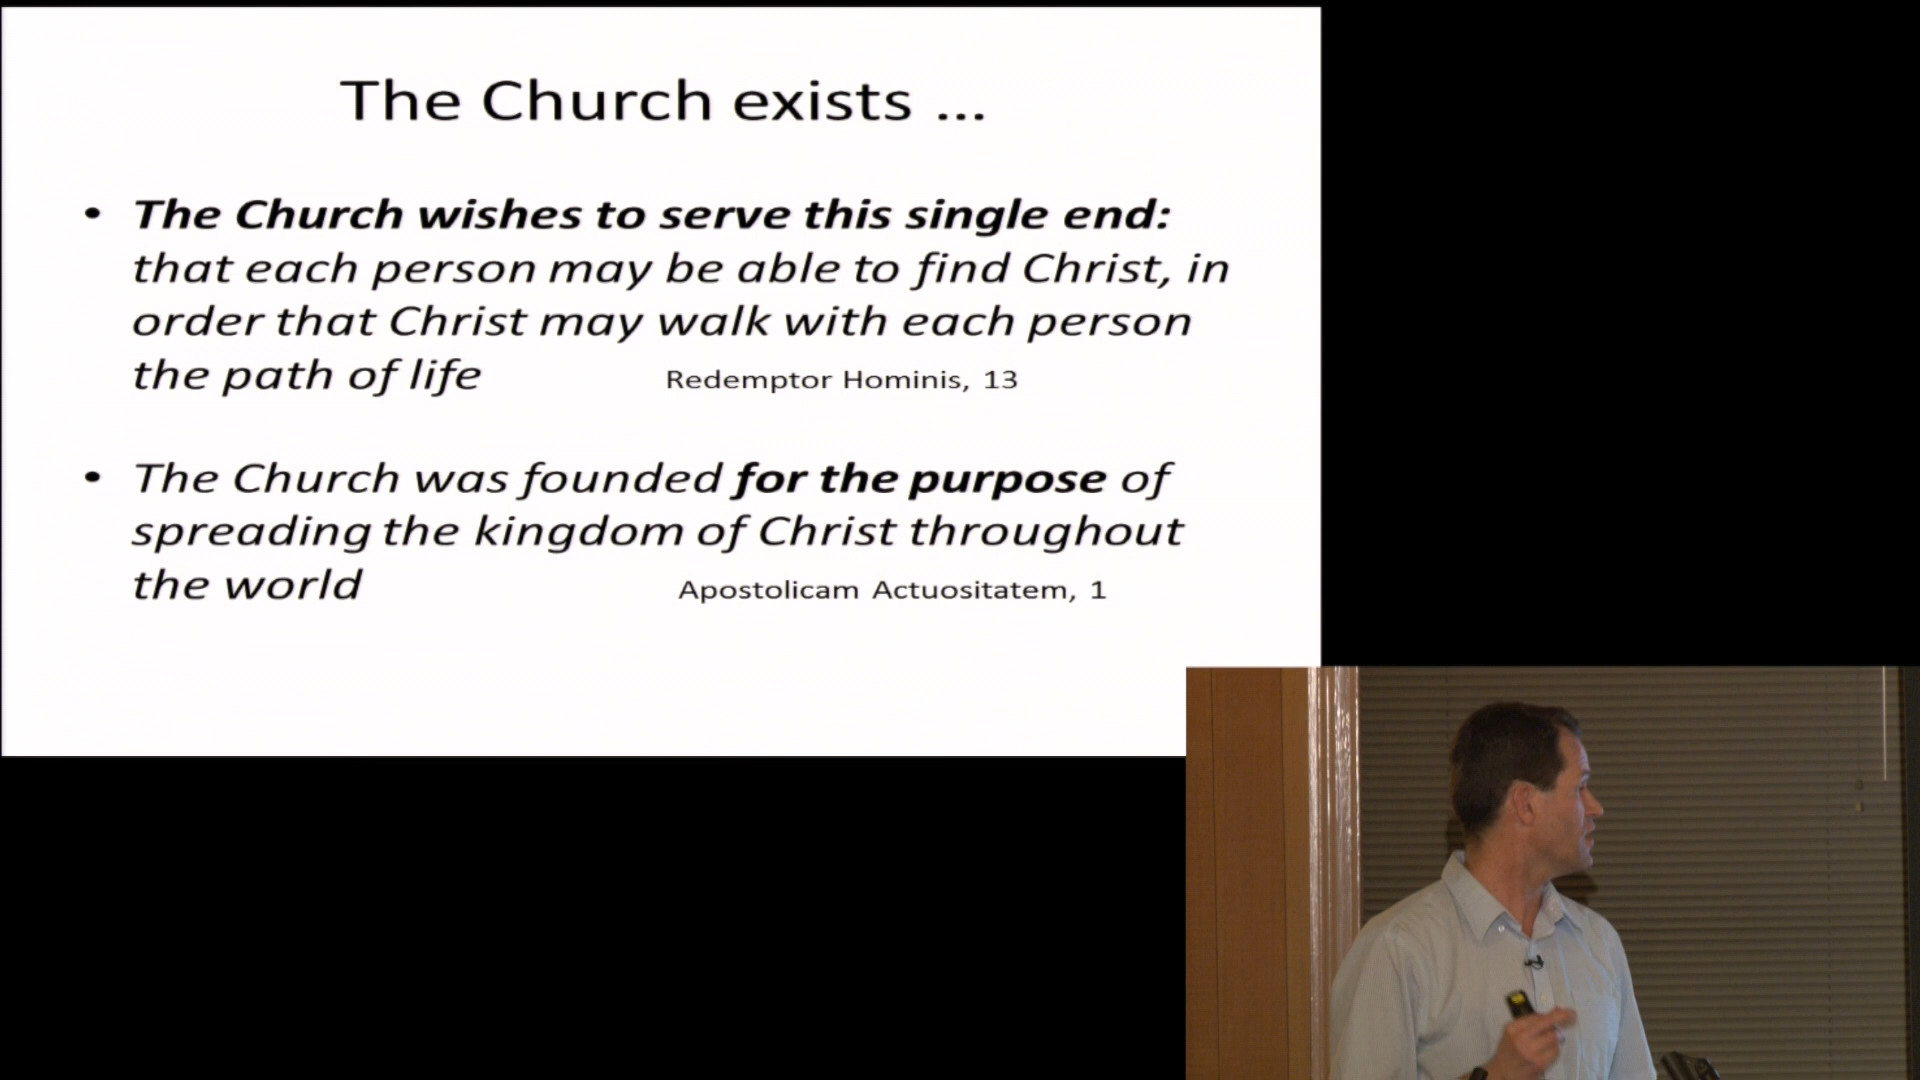 The Church exists ...
• The Church wishes to serve this single end:
that each person may be able to find Christ, in
order that Christ may walk with each person
the path of life Redemptor Hominis, 13
• The Church was founded for the purpose of
spreading the kingdom of Christ throughout
the world Apostolicam Actuositatem, 1